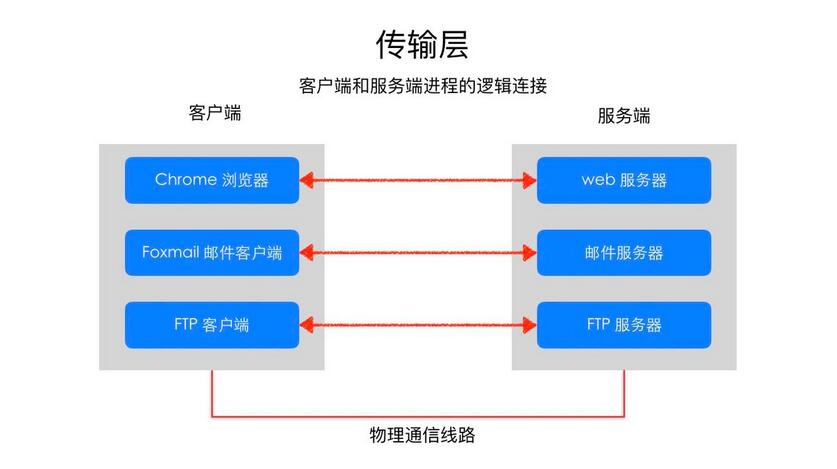 传输层
客户端和服务端进程的逻辑连接
客户端
服务端
Chrome 浏览器
web 服务器
Foxmail 邮件客户端
邮件服务器
FTP 客户端
FTP 服务器
物理通信线路